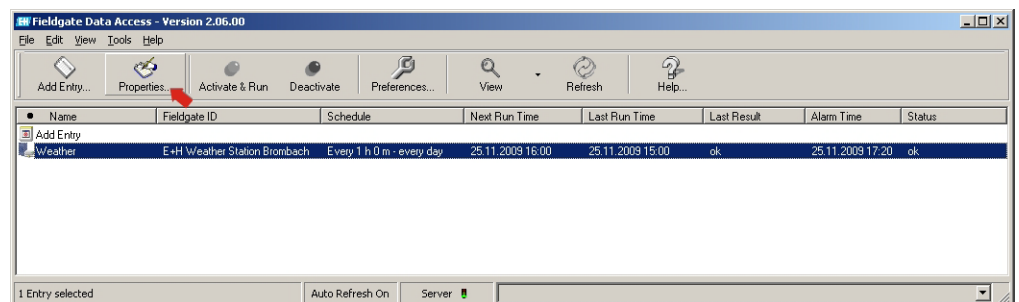 EH Fieldgate Data Access - Version 2.06.00
File Edit View Tools Help
Add Entry... Properties... Activate & Run Deactivate Preferences... View Refresh Help...
Name Fieldgate ID Schedule Next Run Time Last Run Time Last Result Alarm Time Status
Add Entry
Weather E+H Weather Station Brombach Every 1 h 0 m - every day 25.11.2009 16:00 25.11.2009 15:00 ok 25.11.2009 17:20 ok
1 Entry selected Auto Refresh On Server